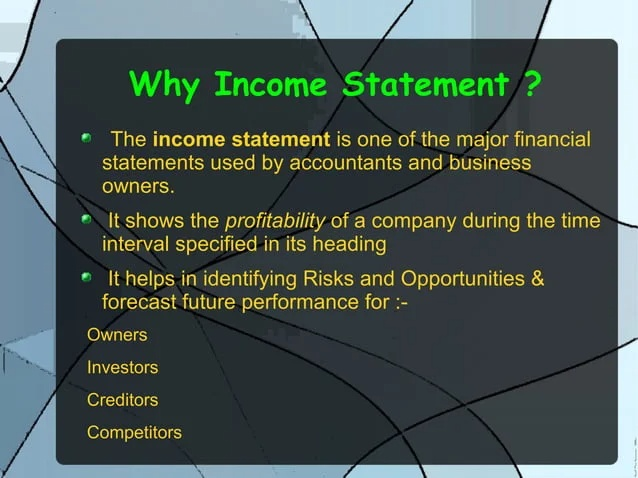 Why Income Statement ?
The income statement is one of the major financial
statements used by accountants and business
owners.
It shows the profitability of a company during the time
interval specified in its heading
It helps in identifying Risks and Opportunities &
forecast future performance for :-
Owners
Investors
Creditors
Competitors